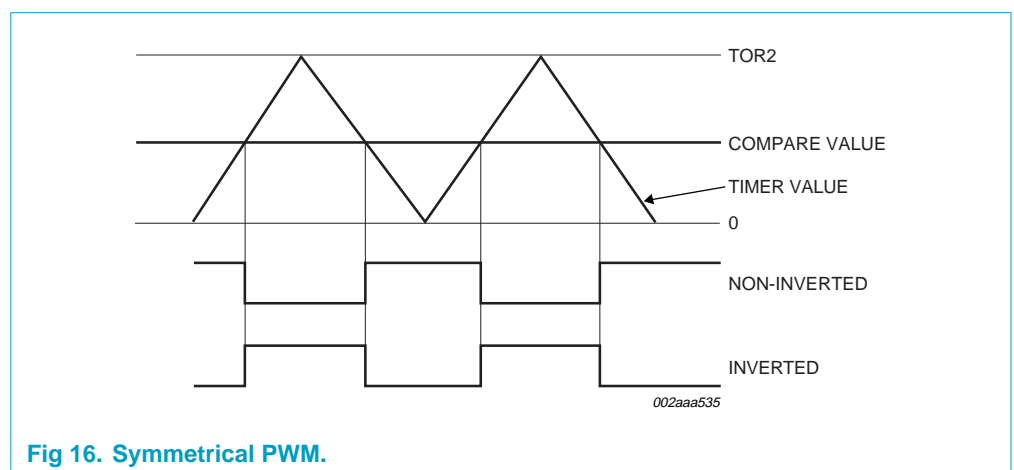 TOR2
COMPARE VALUE
TIMER VALUE
0
NON-INVERTED
INVERTED
002aaa535
Fig 16. Symmetrical PWM.